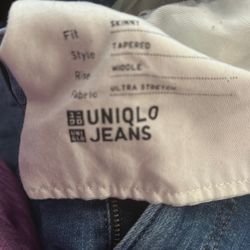 Fit SKINNY
Style TAPERED
Rise MIDDLE
Fabric ULTRA STRETCH
UNIQLO
JEANS